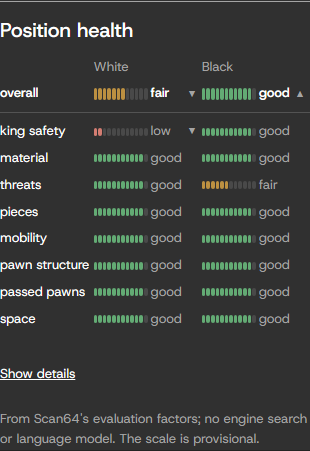 Position health
White Black
overall fair ▼ good ▲
king safety low ▼ good
material good good
threats good fair
pieces good good
mobility good good
pawn structure good good
passed pawns good good
space good good
Show details
From Scan64's evaluation factors; no engine search
or language model. The scale is provisional.